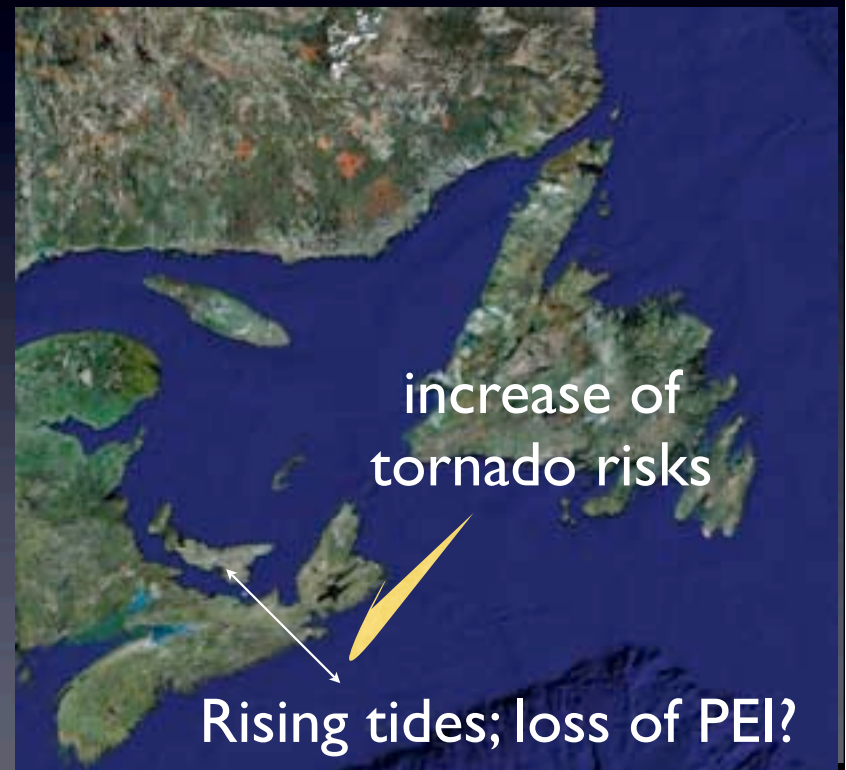 increase of
tornado risks
Rising tides; loss of PEI?